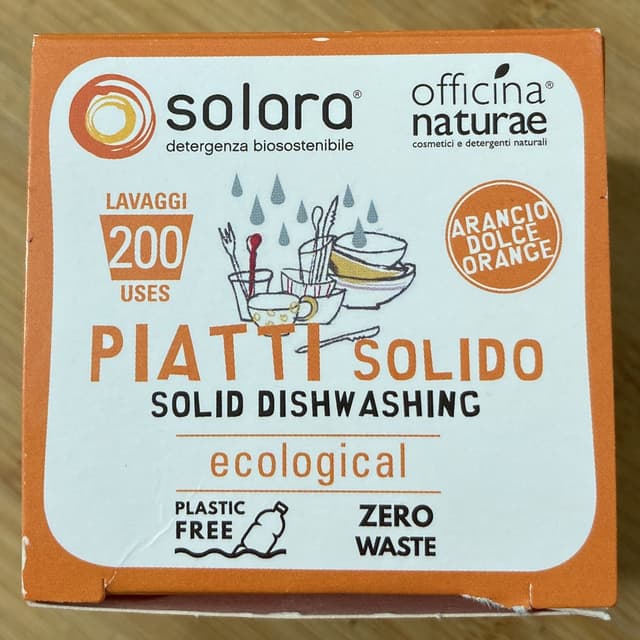 solara®
detergenza biosostenibile
officina
naturae®
cosmetici e detergenti naturali
LAVAGGI
200
USES
ARANCIO
DOLCE
ORANGE
PIATTI SOLIDO
SOLID DISHWASHING
ecological
PLASTIC
FREE
ZERO
WASTE